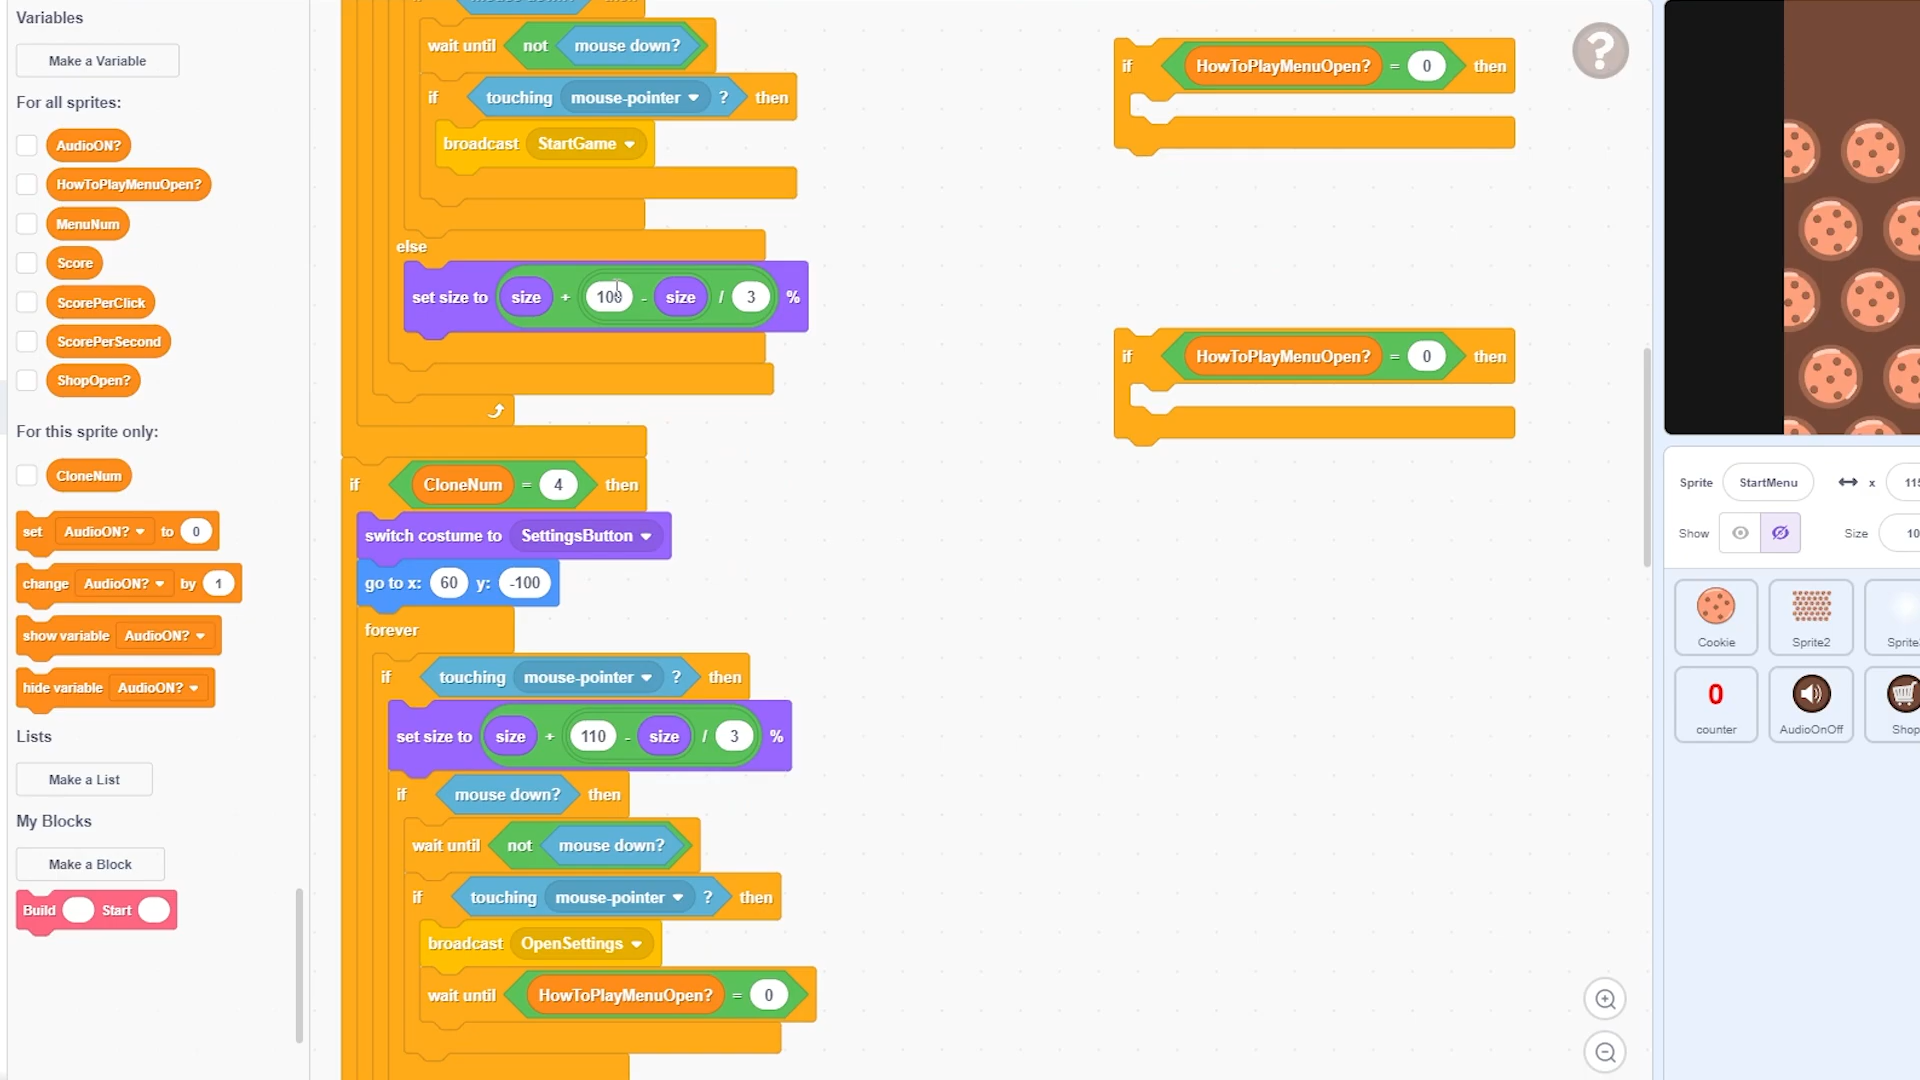 Variables
Make a Variable
For all sprites:
AudioON?
HowToPlayMenuOpen?
MenuNum
Score
ScorePerClick
ScorePerSecond
ShopOpen?
For this sprite only:
CloneNum
set AudioON? to 0
change AudioON? by 1
show variable AudioON?
hide variable AudioON?
Lists
Make a List
My Blocks
Make a Block
Build Start
wait until not mouse down?
if touching mouse-pointer ? then
broadcast StartGame
else
set size to size + 100 - size / 3 %
if CloneNum = 4 then
switch costume to SettingsButton
go to x: 60 y: -100
forever
if touching mouse-pointer ? then
set size to size + 110 - size / 3 %
if mouse down? then
wait until not mouse down?
if touching mouse-pointer ? then
broadcast OpenSettings
wait until HowToPlayMenuOpen? = 0
if HowToPlayMenuOpen? = 0 then
if HowToPlayMenuOpen? = 0 then
?
Sprite StartMenu x
Show Size
Cookie
Sprite2
0
counter
AudioOnOff
Shop